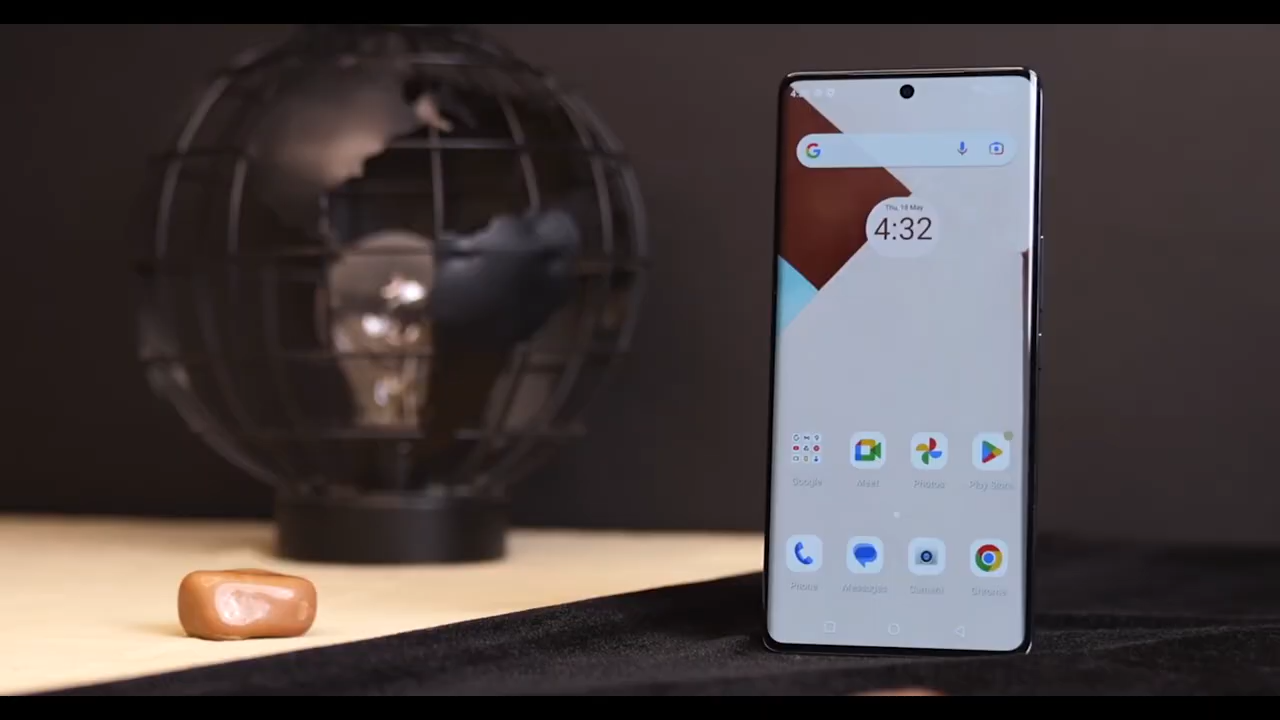 Thu, 18 May
4:32
Google
Meet
Photos
Play Store
Phone
Messages
Camera
Chrome